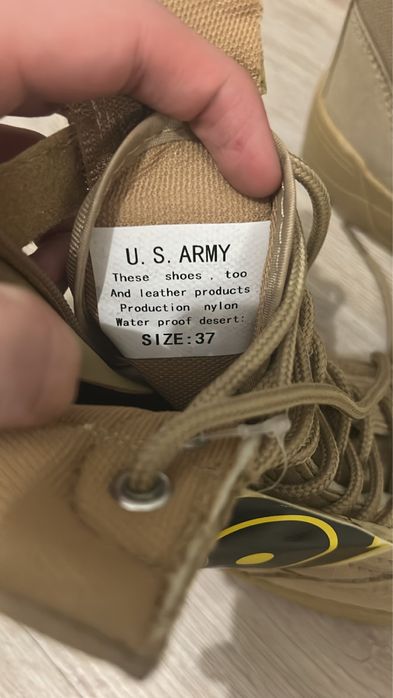 U.S. ARMY
These shoes, too
And leather products
Production nylon
Water proof desert:
SIZE:37